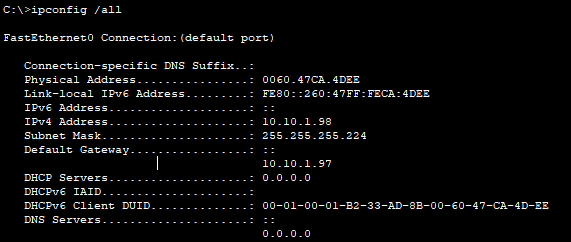 C:\>ipconfig /all
FastEthernet0 Connection:(default port)
Connection-specific DNS Suffix..:
Physical Address................: 0060.47CA.4DEE
Link-local IPv6 Address.........: FE80::260:47FF:FECA:4DEE
IPv6 Address....................: ::
IPv4 Address....................: 10.10.1.98
Subnet Mask.....................: 255.255.255.224
Default Gateway.................: ::
10.10.1.97
DHCP Servers....................: 0.0.0.0
DHCPv6 IAID.....................:
DHCPv6 Client DUID..............: 00-01-00-01-B2-33-AD-8B-00-60-47-CA-4D-EE
DNS Servers.....................: ::
0.0.0.0